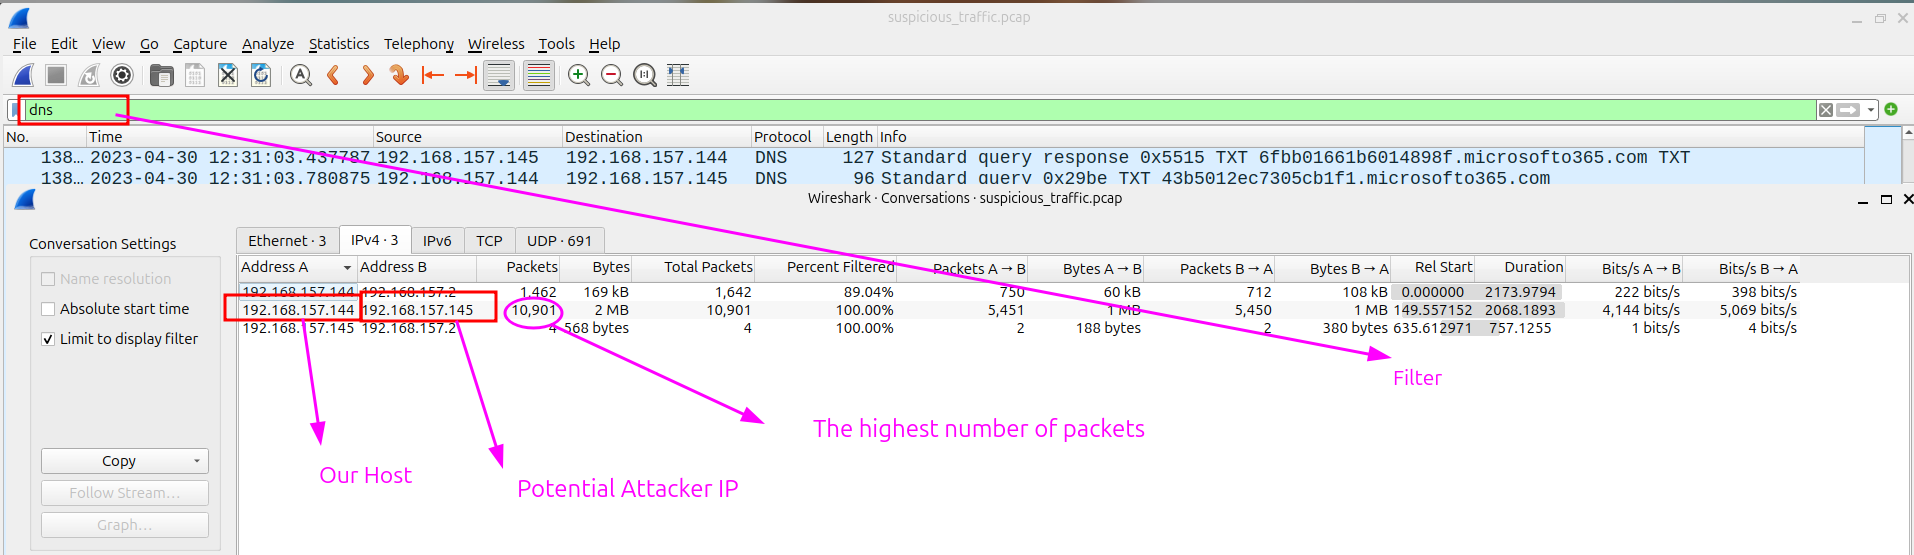 suspicious_traffic.pcap
File Edit View Go Capture Analyze Statistics Telephony Wireless Tools Help
dns
No. Time Source Destination Protocol Length Info
138… 2023-04-30 12:31:03.437787 192.168.157.145 192.168.157.144 DNS 127 Standard query response 0x5515 TXT 6fbb01661b6014898f.microsofto365.com TXT
138… 2023-04-30 12:31:03.780875 192.168.157.144 192.168.157.145 DNS 96 Standard query 0x29be TXT 43b5012ec7305cb1f1.microsofto365.com
Wireshark · Conversations · suspicious_traffic.pcap
Conversation Settings
Name resolution
Absolute start time
Limit to display filter
Copy
Follow Stream…
Graph…
Ethernet · 3 IPv4 · 3 IPv6 TCP UDP · 691
Address A Address B Packets Bytes Total Packets Percent Filtered Packets A → B Bytes A → B Packets B → A Bytes B → A Rel Start Duration Bits/s A → B Bits/s B → A
192.168.157.144 192.168.157.2 1,462 169 kB 1,642 89.04% 750 60 kB 712 108 kB 0.000000 2173.9794 222 bits/s 398 bits/s
192.168.157.144 192.168.157.145 10,901 2 MB 10,901 100.00% 5,451 1 MB 5,450 1 MB 149.557152 2068.1893 4,144 bits/s 5,069 bits/s
192.168.157.145 192.168.157.2 4 568 bytes 4 100.00% 2 188 bytes 2 380 bytes 635.612971 757.1255 1 bits/s 4 bits/s
Filter
The highest number of packets
Our Host
Potential Attacker IP